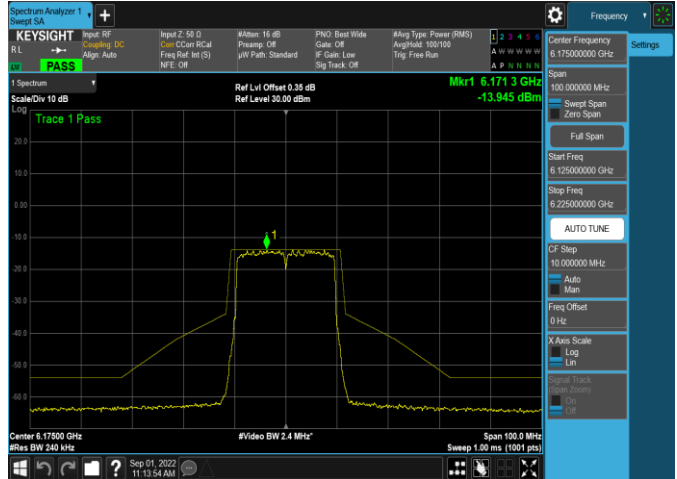 Spectrum Analyzer 1
Swept SA
Frequency
KEYSIGHT
R L
PASS
Input: RF
Coupling: DC
Align: Auto
Input Z: 50 Ω
Corr CCorr RCal
Freq Ref: Int (S)
NFE: Off
#Atten: 16 dB
Preamp: Off
µW Path: Standard
PNO: Best Wide
Gate: Off
IF Gain: Low
Sig Track: Off
#Avg Type: Power (RMS)
Avg|Hold: 100/100
Trig: Free Run
1 2 3 4 5 6
A W W W W W
A P N N N N
1 Spectrum
Scale/Div 10 dB
Log
Ref Lvl Offset 0.35 dB
Ref Level 30.00 dBm
Mkr1 6.171 3 GHz
-13.945 dBm
Trace 1 Pass
1
20.0
10.0
0.00
-10.0
-20.0
-30.0
-40.0
-50.0
-60.0
Center 6.17500 GHz
#Res BW 240 kHz
#Video BW 2.4 MHz*
Span 100.0 MHz
Sweep 1.00 ms (1001 pts)
Sep 01, 2022
11:13:54 AM
Settings
Center Frequency
6.175000000 GHz
Span
100.000000 MHz
Swept Span
Zero Span
Full Span
Start Freq
6.125000000 GHz
Stop Freq
6.225000000 GHz
AUTO TUNE
CF Step
10.000000 MHz
Auto
Man
Freq Offset
0 Hz
X Axis Scale
Log
Lin
Signal Track
(Span Zoom)
On
Off